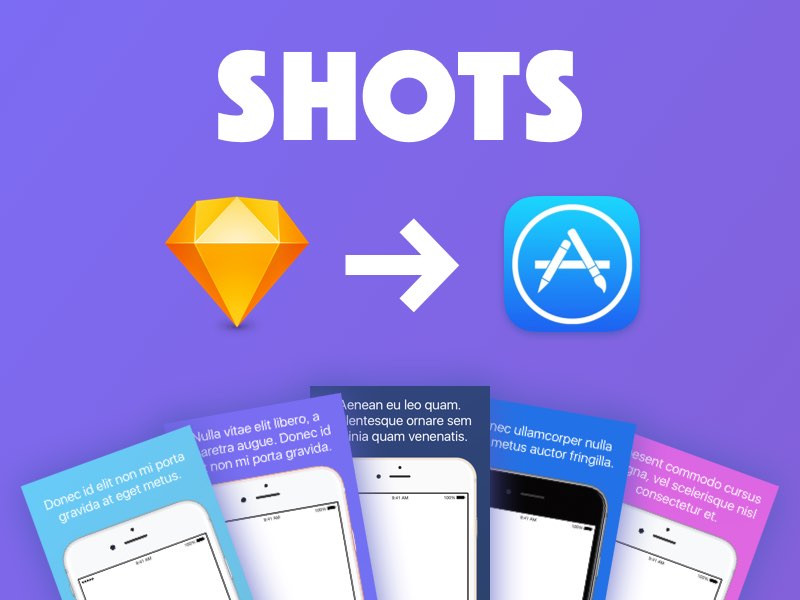 SHOTS
Donec id elit non mi porta
gravida at eget metus.
Nulla vitae elit libero, a
aretra augue. Donec id
non mi porta gravida.
Aenean eu leo quam.
lentesque ornare sem
inia quam venenatis.
nec ullamcorper nulla
metus auctor fringilla.
esent commodo cursus
gna, vel scelerisque nisl
consectetur et.
9:41 AM
100%
9:41 AM
100%
9:41 AM
100%
9:41 AM
100%
9:41 AM
100%